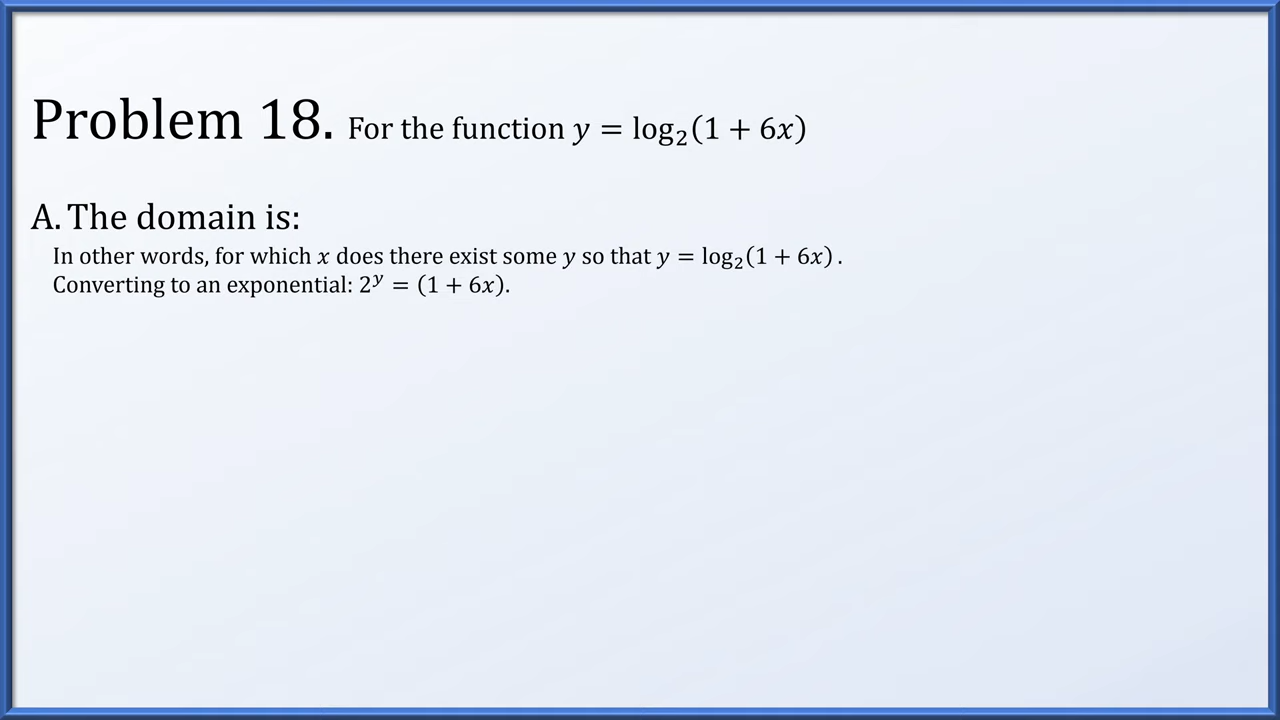 Problem 18. For the function y = log₂(1 + 6x)
A. The domain is:
In other words, for which x does there exist some y so that y = log₂(1 + 6x) .
Converting to an exponential: 2ʸ = (1 + 6x).